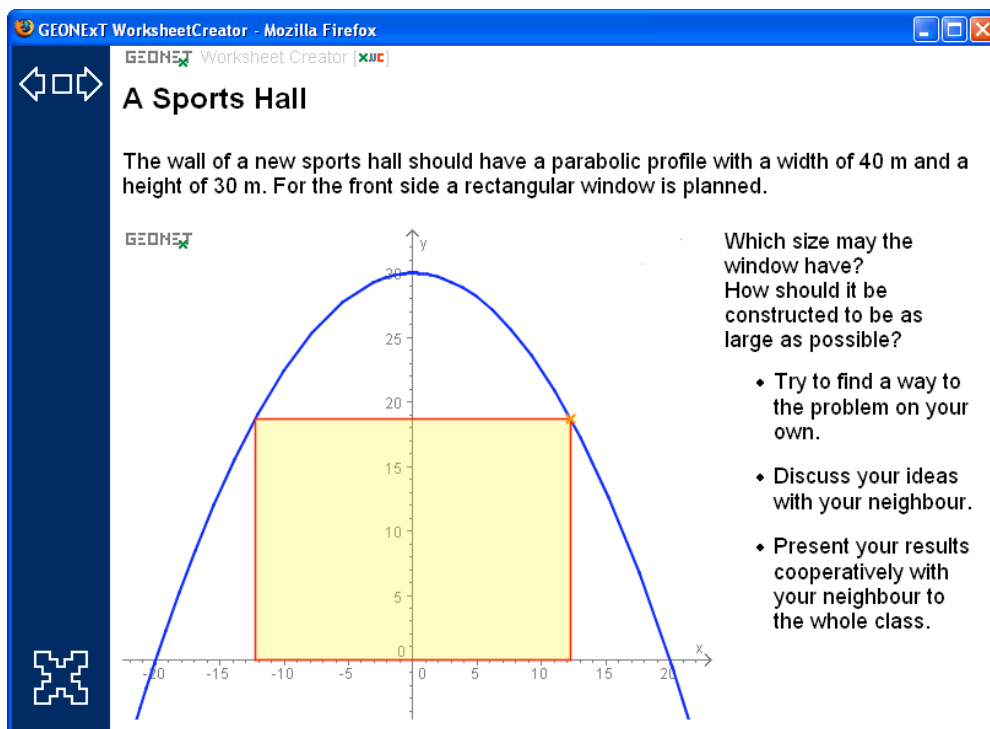 GEONExT WorksheetCreator - Mozilla Firefox
GEONExT Worksheet Creator [XWC]
A Sports Hall
The wall of a new sports hall should have a parabolic profile with a width of 40 m and a
height of 30 m. For the front side a rectangular window is planned.
GEONExT
y
30
25
20
15
10
5
0
-20 -15 -10 -5 0 5 10 15 20
x
Which size may the
window have?
How should it be
constructed to be as
large as possible?
• Try to find a way to
the problem on your
own.
• Discuss your ideas
with your neighbour.
• Present your results
cooperatively with
your neighbour to
the whole class.